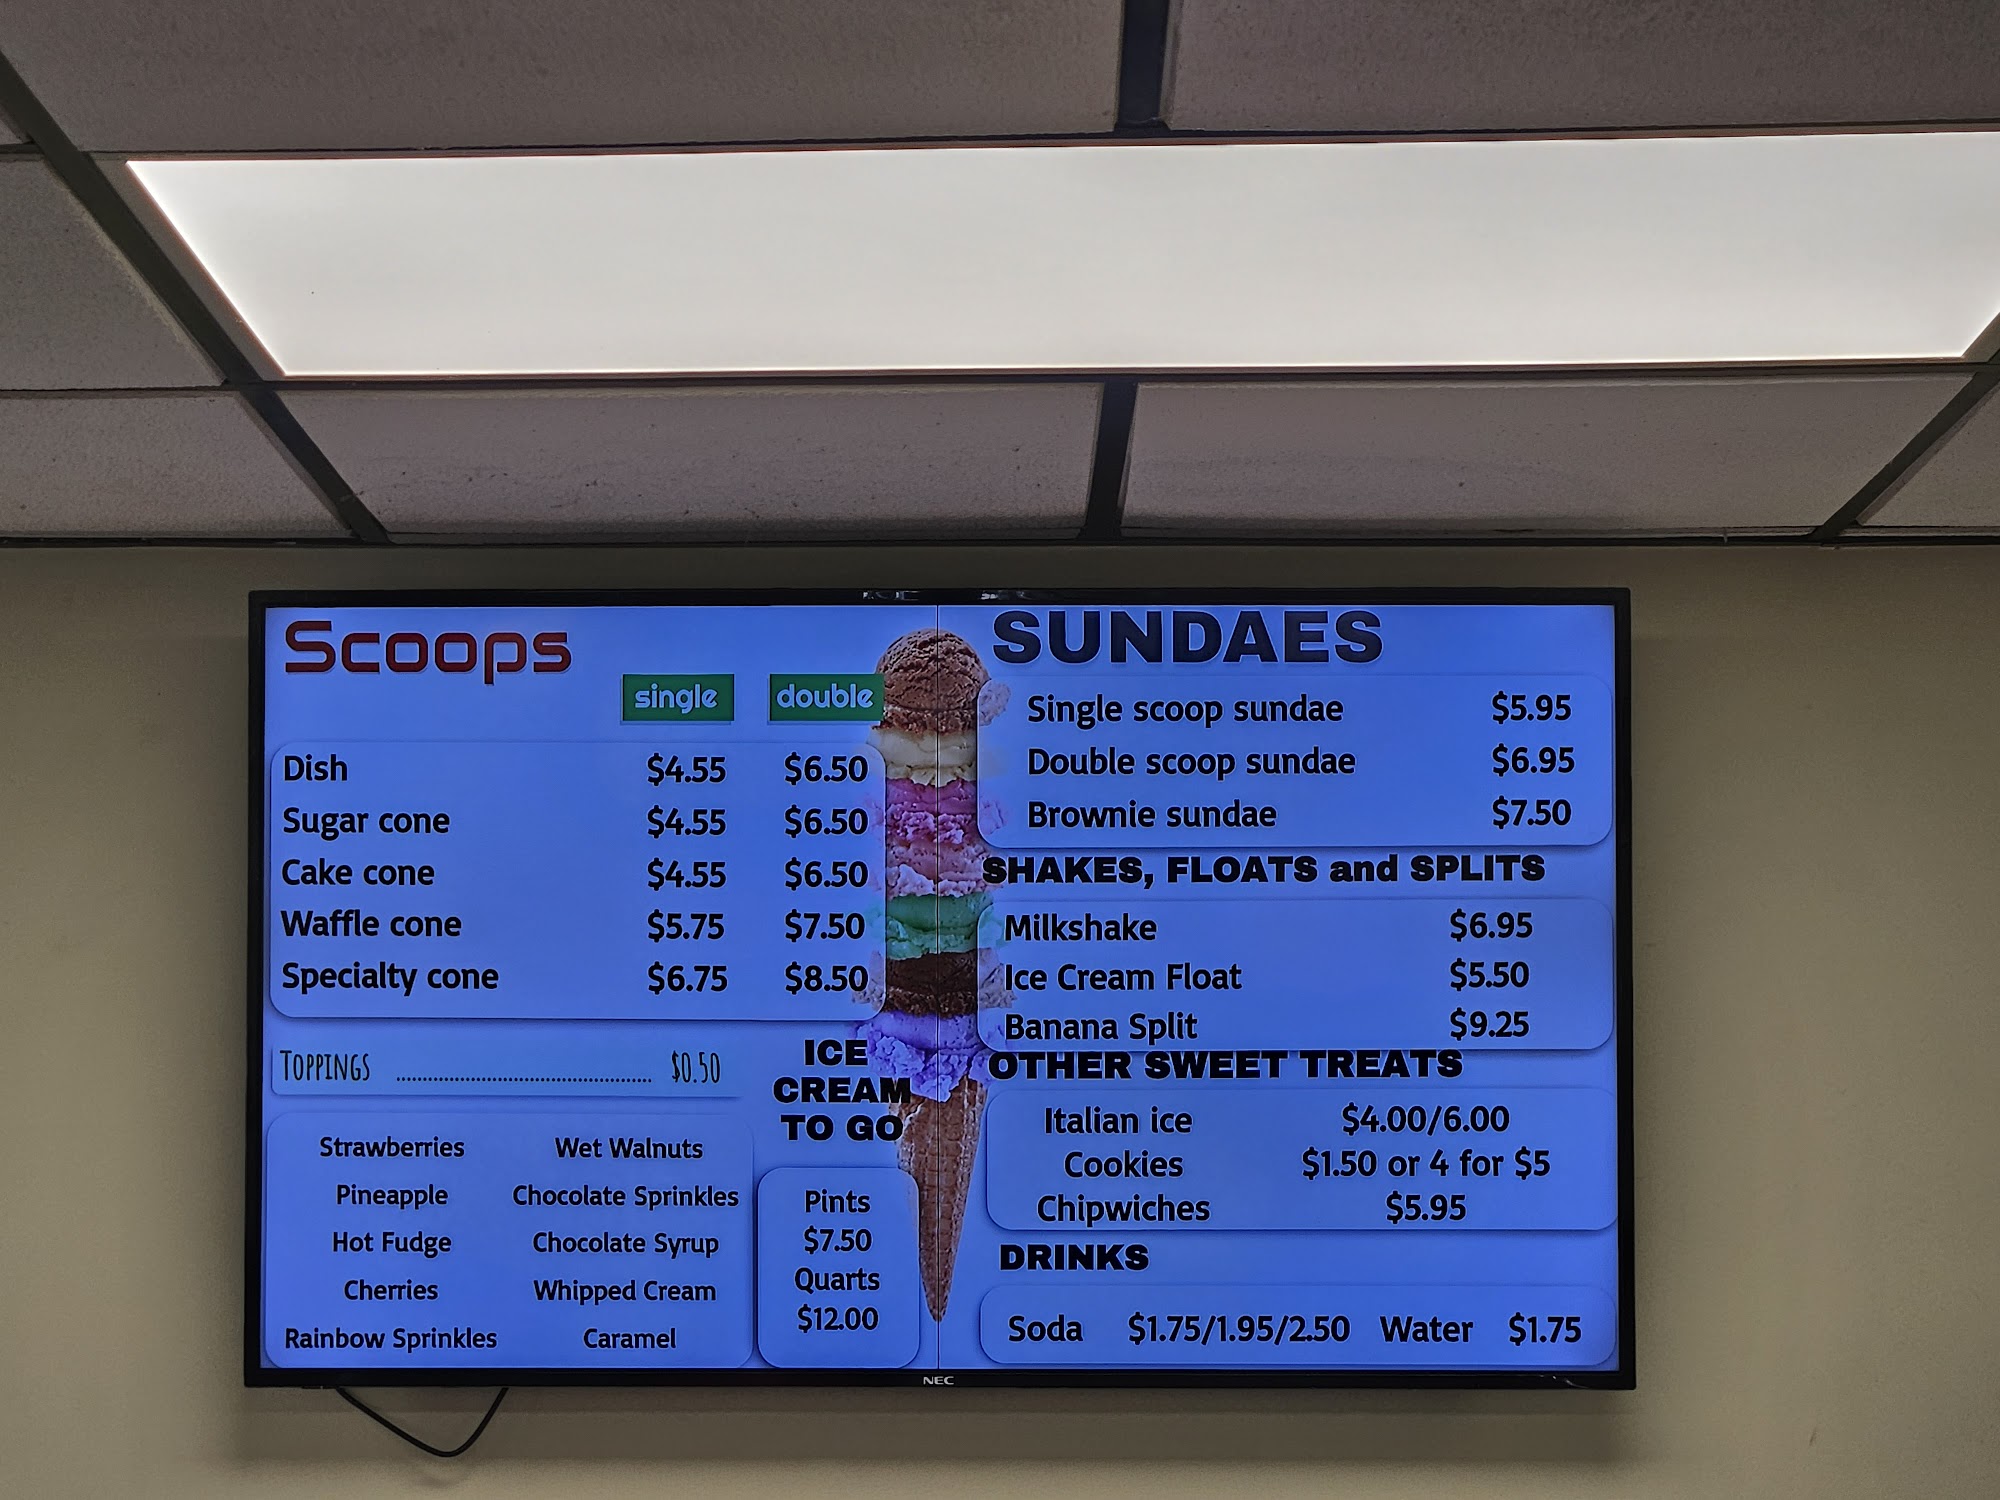 Scoops
single double
Dish $4.55 $6.50
Sugar cone $4.55 $6.50
Cake cone $4.55 $6.50
Waffle cone $5.75 $7.50
Specialty cone $6.75 $8.50
Toppings ........................................ $0.50
Strawberries Wet Walnuts
Pineapple Chocolate Sprinkles
Hot Fudge Chocolate Syrup
Cherries Whipped Cream
Rainbow Sprinkles Caramel
ICE
CREAM
TO GO
Pints
$7.50
Quarts
$12.00
SUNDAES
Single scoop sundae $5.95
Double scoop sundae $6.95
Brownie sundae $7.50
SHAKES, FLOATS and SPLITS
Milkshake $6.95
Ice Cream Float $5.50
Banana Split $9.25
OTHER SWEET TREATS
Italian ice $4.00/6.00
Cookies $1.50 or 4 for $5
Chipwiches $5.95
DRINKS
Soda $1.75/1.95/2.50 Water $1.75
NEC